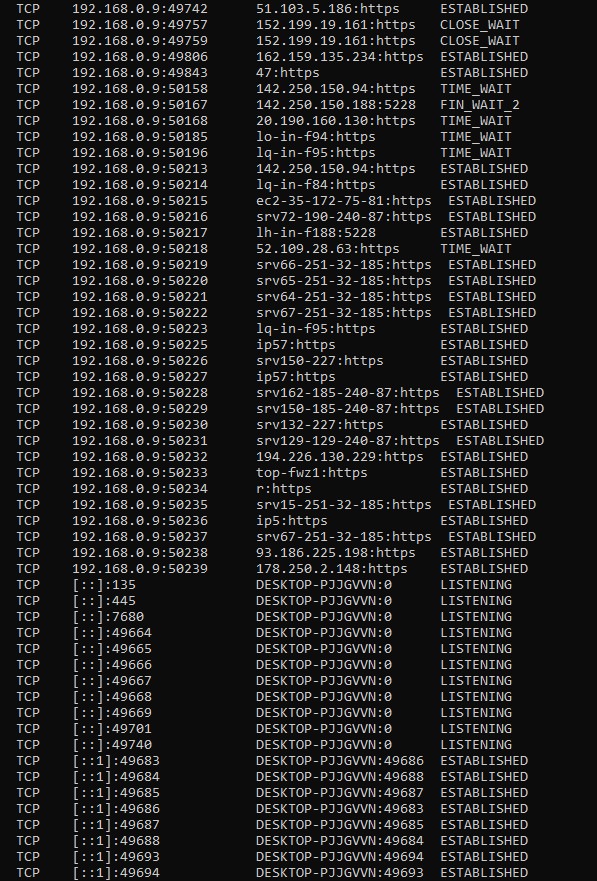 TCP    192.168.0.9:49742      51.103.5.186:https     ESTABLISHED
TCP    192.168.0.9:49757      152.199.19.161:https   CLOSE_WAIT
TCP    192.168.0.9:49759      152.199.19.161:https   CLOSE_WAIT
TCP    192.168.0.9:49806      162.159.135.234:https  ESTABLISHED
TCP    192.168.0.9:49843      47:https               ESTABLISHED
TCP    192.168.0.9:50158      142.250.150.94:https   TIME_WAIT
TCP    192.168.0.9:50167      142.250.150.188:5228   FIN_WAIT_2
TCP    192.168.0.9:50168      20.190.160.130:https   TIME_WAIT
TCP    192.168.0.9:50185      lo-in-f94:https        TIME_WAIT
TCP    192.168.0.9:50196      lq-in-f95:https        TIME_WAIT
TCP    192.168.0.9:50213      142.250.150.94:https   ESTABLISHED
TCP    192.168.0.9:50214      lq-in-f84:https        ESTABLISHED
TCP    192.168.0.9:50215      ec2-35-172-75-81:https  ESTABLISHED
TCP    192.168.0.9:50216      srv72-190-240-87:https  ESTABLISHED
TCP    192.168.0.9:50217      lh-in-f188:5228        ESTABLISHED
TCP    192.168.0.9:50218      52.109.28.63:https     TIME_WAIT
TCP    192.168.0.9:50219      srv66-251-32-185:https  ESTABLISHED
TCP    192.168.0.9:50220      srv65-251-32-185:https  ESTABLISHED
TCP    192.168.0.9:50221      srv64-251-32-185:https  ESTABLISHED
TCP    192.168.0.9:50222      srv67-251-32-185:https  ESTABLISHED
TCP    192.168.0.9:50223      lq-in-f95:https        ESTABLISHED
TCP    192.168.0.9:50225      ip57:https             ESTABLISHED
TCP    192.168.0.9:50226      srv150-227:https       ESTABLISHED
TCP    192.168.0.9:50227      ip57:https             ESTABLISHED
TCP    192.168.0.9:50228      srv162-185-240-87:https  ESTABLISHED
TCP    192.168.0.9:50229      srv150-185-240-87:https  ESTABLISHED
TCP    192.168.0.9:50230      srv132-227:https       ESTABLISHED
TCP    192.168.0.9:50231      srv129-129-240-87:https  ESTABLISHED
TCP    192.168.0.9:50232      194.226.130.229:https  ESTABLISHED
TCP    192.168.0.9:50233      top-fwz1:https         ESTABLISHED
TCP    192.168.0.9:50234      r:https                ESTABLISHED
TCP    192.168.0.9:50235      srv15-251-32-185:https  ESTABLISHED
TCP    192.168.0.9:50236      ip5:https              ESTABLISHED
TCP    192.168.0.9:50237      srv67-251-32-185:https  ESTABLISHED
TCP    192.168.0.9:50238      93.186.225.198:https   ESTABLISHED
TCP    192.168.0.9:50239      178.250.2.148:https    ESTABLISHED
TCP    [::]:135               DESKTOP-PJJGVVN:0      LISTENING
TCP    [::]:445               DESKTOP-PJJGVVN:0      LISTENING
TCP    [::]:7680              DESKTOP-PJJGVVN:0      LISTENING
TCP    [::]:49664             DESKTOP-PJJGVVN:0      LISTENING
TCP    [::]:49665             DESKTOP-PJJGVVN:0      LISTENING
TCP    [::]:49666             DESKTOP-PJJGVVN:0      LISTENING
TCP    [::]:49667             DESKTOP-PJJGVVN:0      LISTENING
TCP    [::]:49668             DESKTOP-PJJGVVN:0      LISTENING
TCP    [::]:49669             DESKTOP-PJJGVVN:0      LISTENING
TCP    [::]:49701             DESKTOP-PJJGVVN:0      LISTENING
TCP    [::]:49740             DESKTOP-PJJGVVN:0      LISTENING
TCP    [::1]:49683            DESKTOP-PJJGVVN:49686  ESTABLISHED
TCP    [::1]:49684            DESKTOP-PJJGVVN:49688  ESTABLISHED
TCP    [::1]:49685            DESKTOP-PJJGVVN:49687  ESTABLISHED
TCP    [::1]:49686            DESKTOP-PJJGVVN:49683  ESTABLISHED
TCP    [::1]:49687            DESKTOP-PJJGVVN:49685  ESTABLISHED
TCP    [::1]:49688            DESKTOP-PJJGVVN:49684  ESTABLISHED
TCP    [::1]:49693            DESKTOP-PJJGVVN:49694  ESTABLISHED
TCP    [::1]:49694            DESKTOP-PJJGVVN:49693  ESTABLISHED